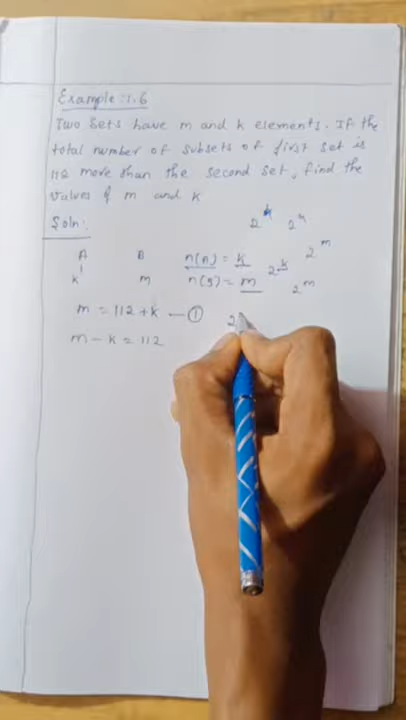 Example: 1.6
Two sets have m and k elements. If the
total number of subsets of first set is
112 more than the second set, find the
values of m and k
Soln:
2^k 2^n
A B n(A) = k 2^k 2^m
k m n(B) = m 2^m
m = 112 + k — ①
m - k = 112
2